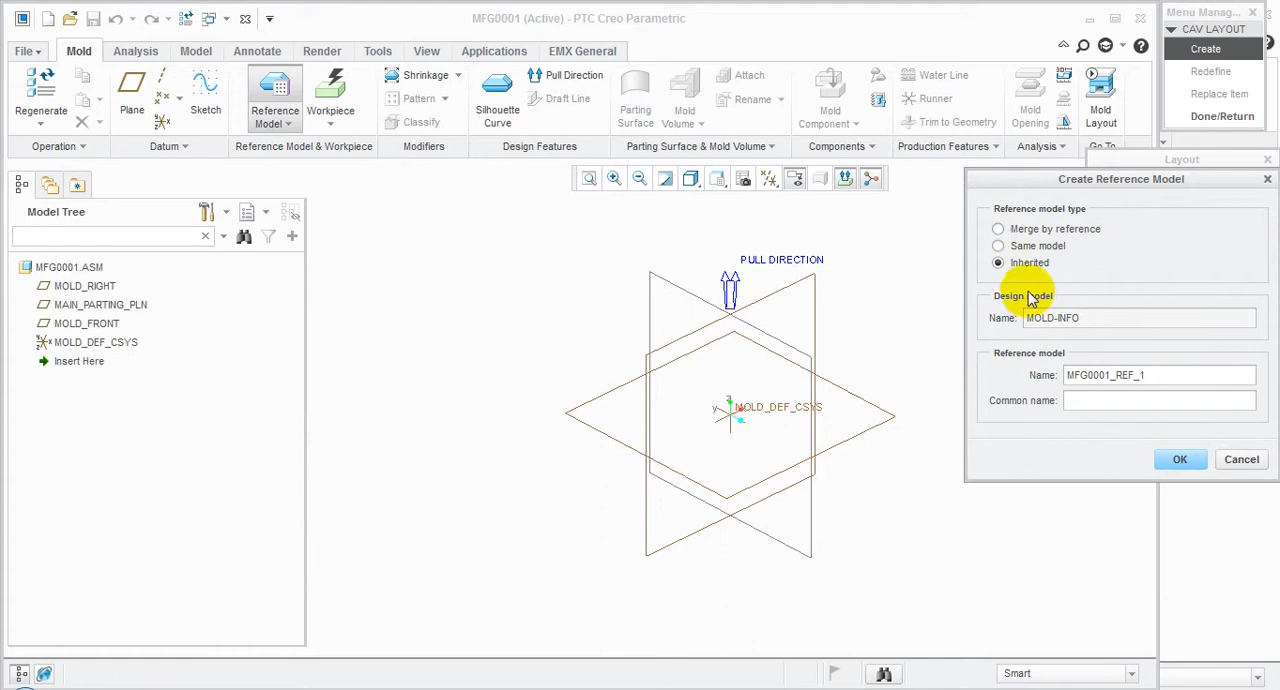 MFG0001 (Active) - PTC Creo Parametric
Menu Manag...
CAV LAYOUT
Create
Redefine
Replace Item
Done/Return
File
Mold
Analysis
Model
Annotate
Render
Tools
View
Applications
EMX General
Regenerate
Plane
Sketch
Reference Model
Workpiece
Shrinkage
Pattern
Classify
Silhouette Curve
Pull Direction
Draft Line
Parting Surface
Mold Volume
Attach
Rename
Mold Component
Water Line
Runner
Trim to Geometry
Mold Opening
Mold Layout
Operation
Datum
Reference Model & Workpiece
Modifiers
Design Features
Parting Surface & Mold Volume
Components
Production Features
Analysis
Go To
Layout
Create Reference Model
Reference model type
Merge by reference
Same model
Inherited
Design model
Name: MOLD-INFO
Reference model
Name: MFG0001_REF_1
Common name:
OK
Cancel
Model Tree
MFG0001.ASM
MOLD_RIGHT
MAIN_PARTING_PLN
MOLD_FRONT
MOLD_DEF_CSYS
Insert Here
PULL DIRECTION
MOLD_DEF_CSYS
Smart